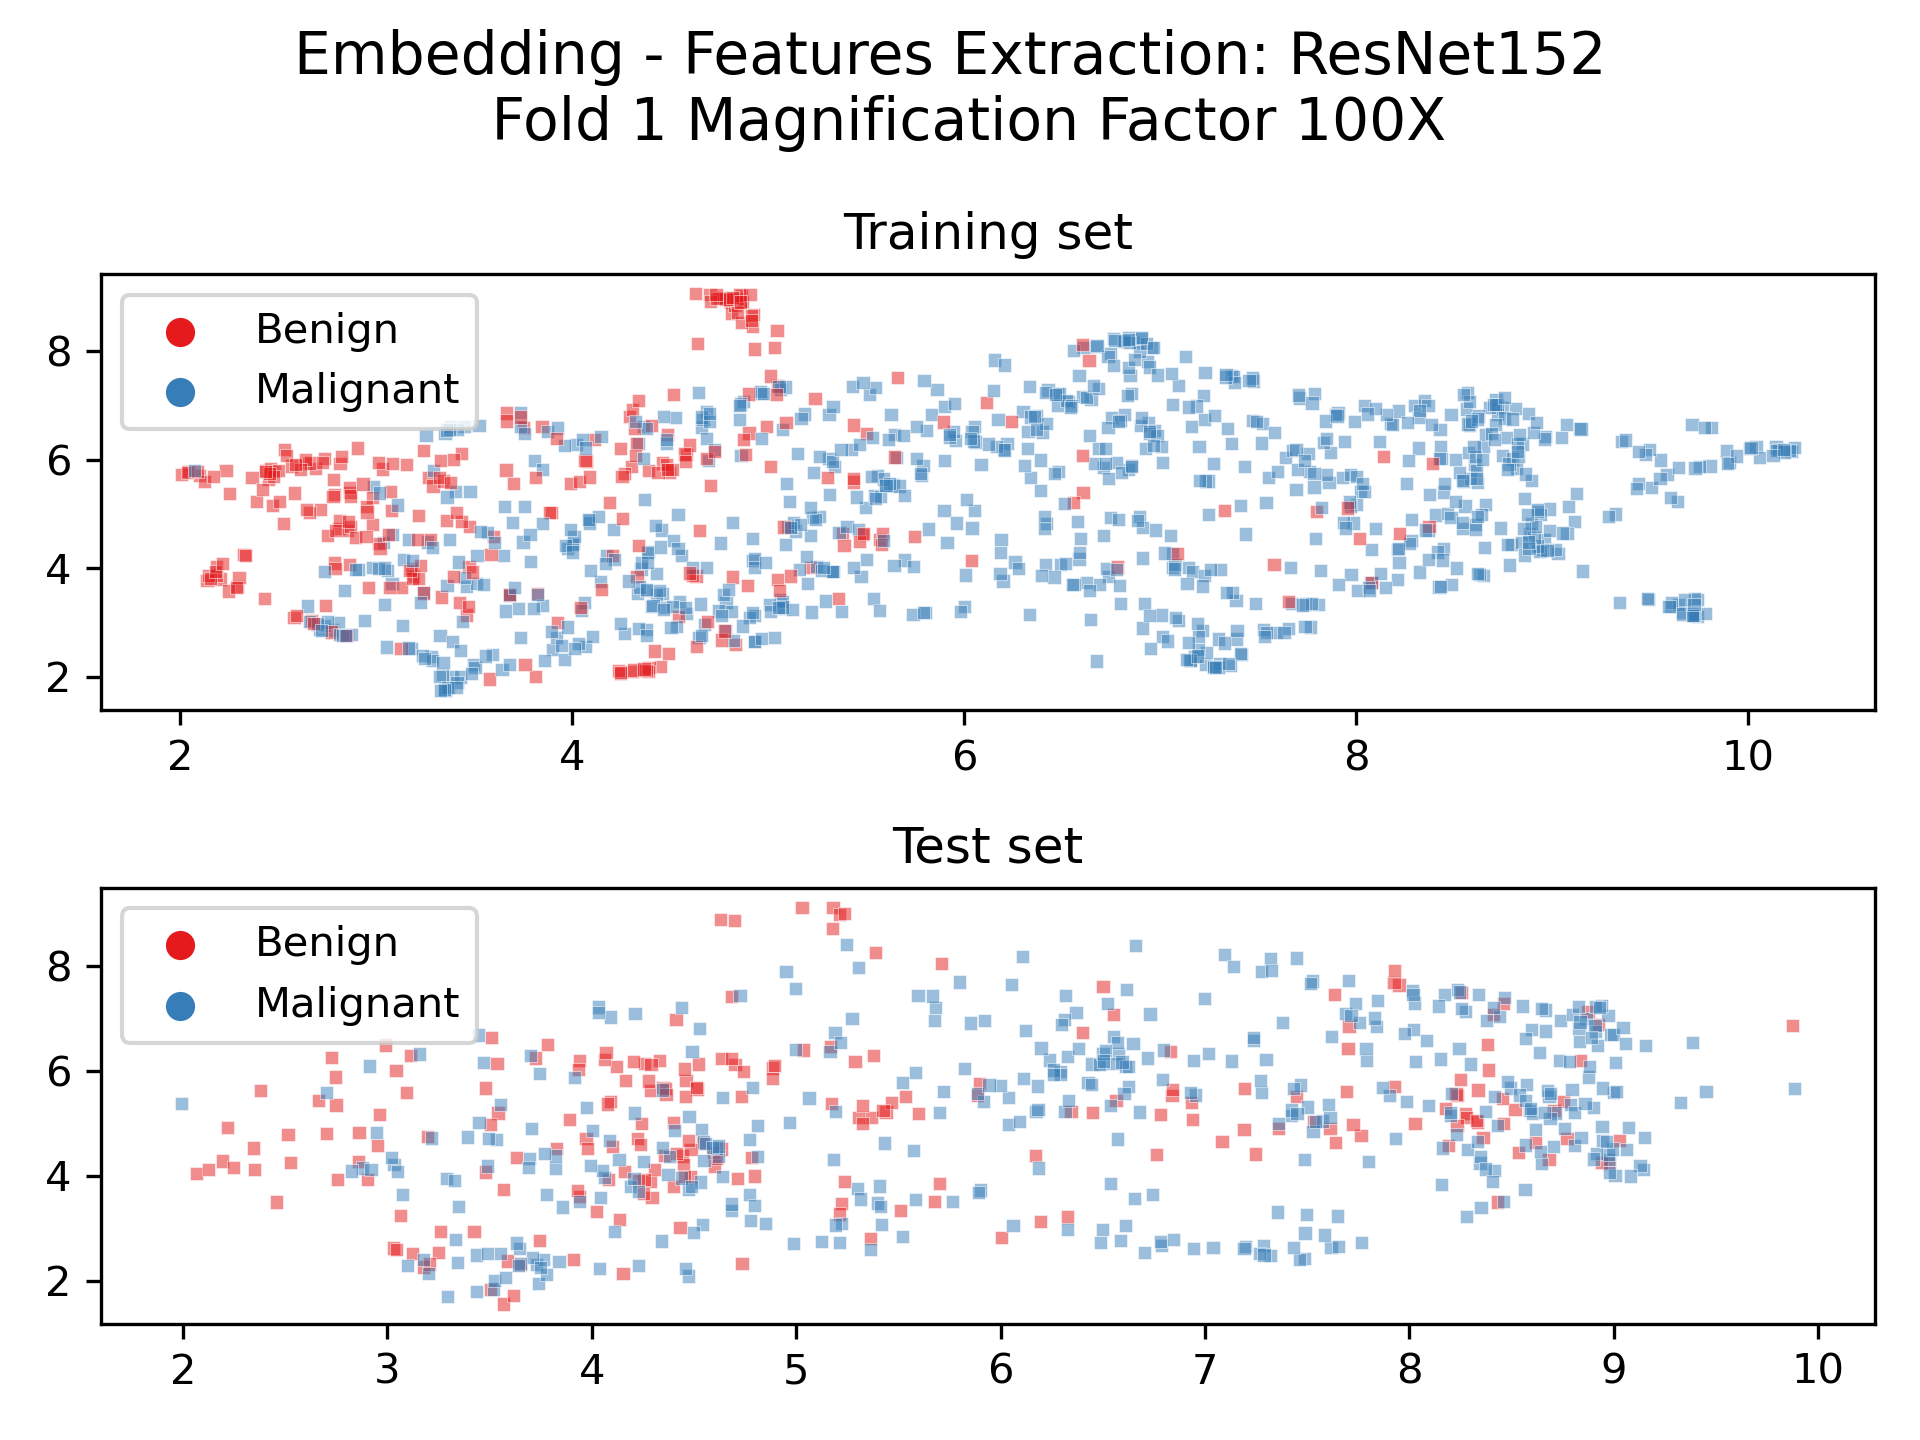 Embedding - Features Extraction: ResNet152
Fold 1 Magnification Factor 100X
Training set
Benign
Malignant
8
6
4
2
2 4 6 8 10
Test set
Benign
Malignant
8
6
4
2
2 3 4 5 6 7 8 9 10